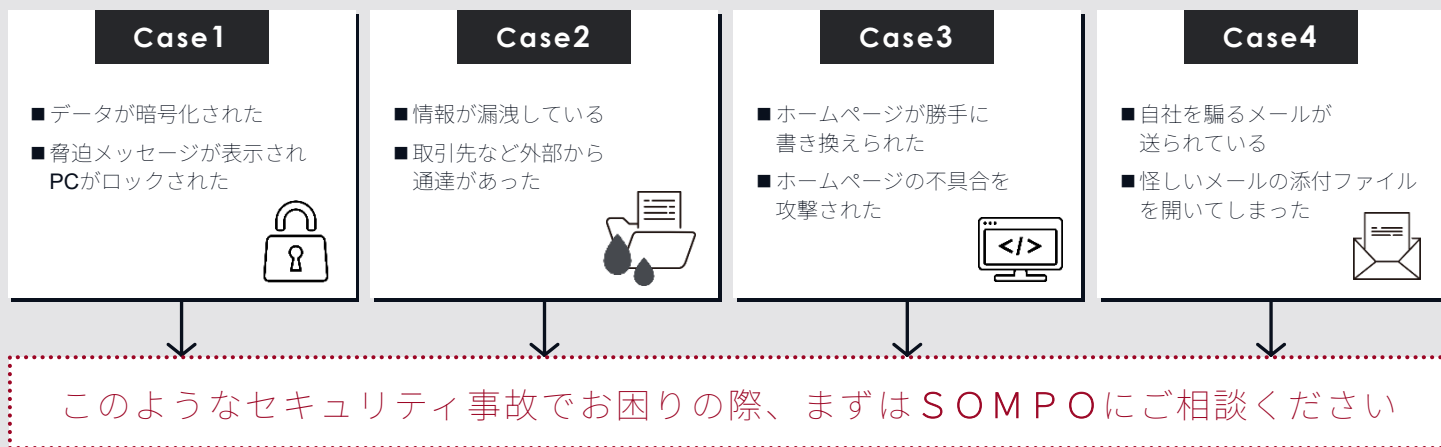 Case1
■データが暗号化された
■脅迫メッセージが表示され
PCがロックされた
Case2
■情報が漏洩している
■取引先など外部から
通達があった
Case3
■ホームページが勝手に
書き換えられた
■ホームページの不具合を
攻撃された
</>
Case4
■自社を騙るメールが
送られている
■怪しいメールの添付ファイル
を開いてしまった
このようなセキュリティ事故でお困りの際、まずはＳＯＭＰＯにご相談ください